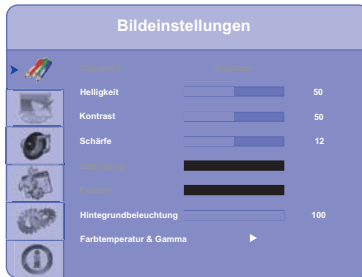 Bildeinstellungen
Helligkeit 50
Kontrast 50
Schärfe 12
Hintegrundbeleuchtung 100
Farbtemperatur & Gamma